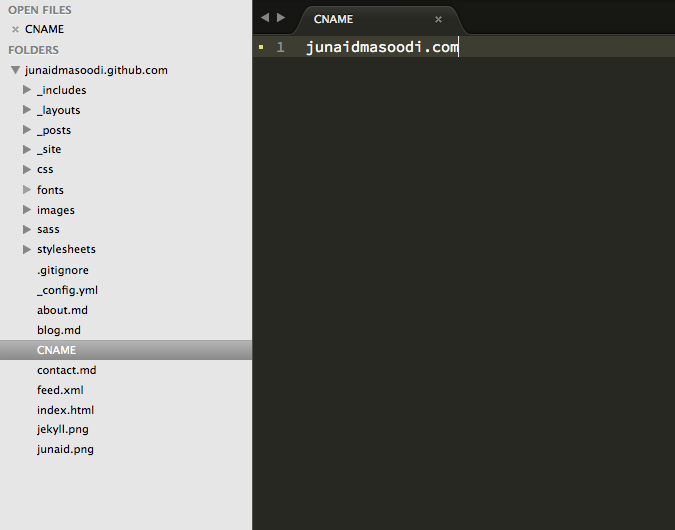 OPEN FILES
× CNAME
FOLDERS
junaidmasoodi.github.com
_includes
_layouts
_posts
_site
css
fonts
images
sass
stylesheets
.gitignore
_config.yml
about.md
blog.md
CNAME
contact.md
feed.xml
index.html
jekyll.png
junaid.png
CNAME ×
1 junaidmasoodi.com